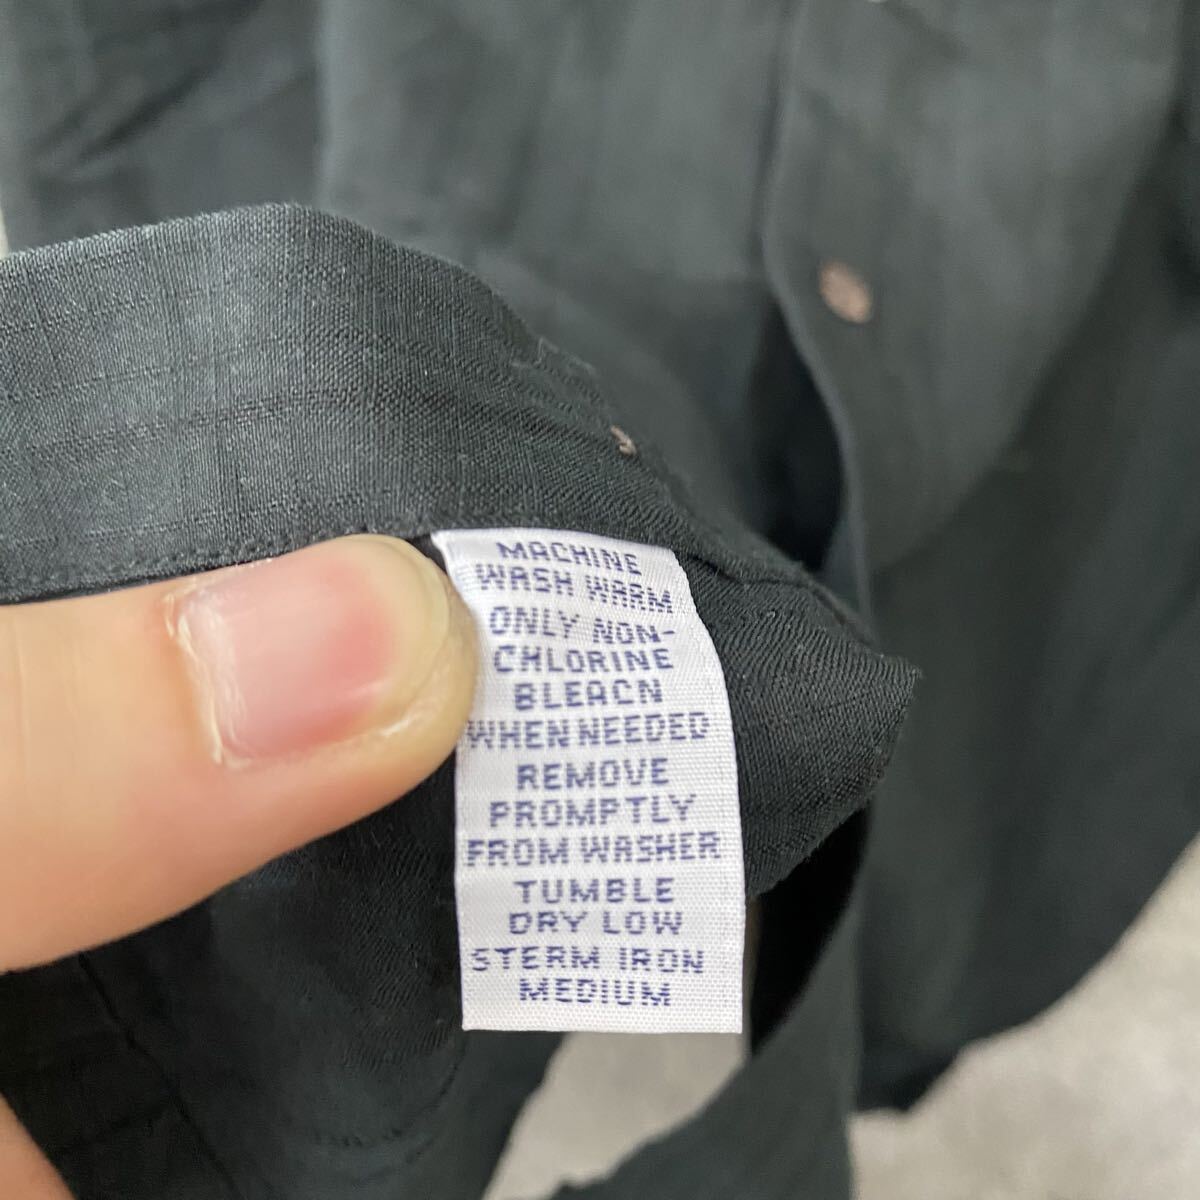 MACHINE
WASH WARM
ONLY NON-
CHLORINE
BLEACN
WHEN NEEDED
REMOVE
PROMPTLY
FROM WASHER
TUMBLE
DRY LOW
STERM IRON
MEDIUM